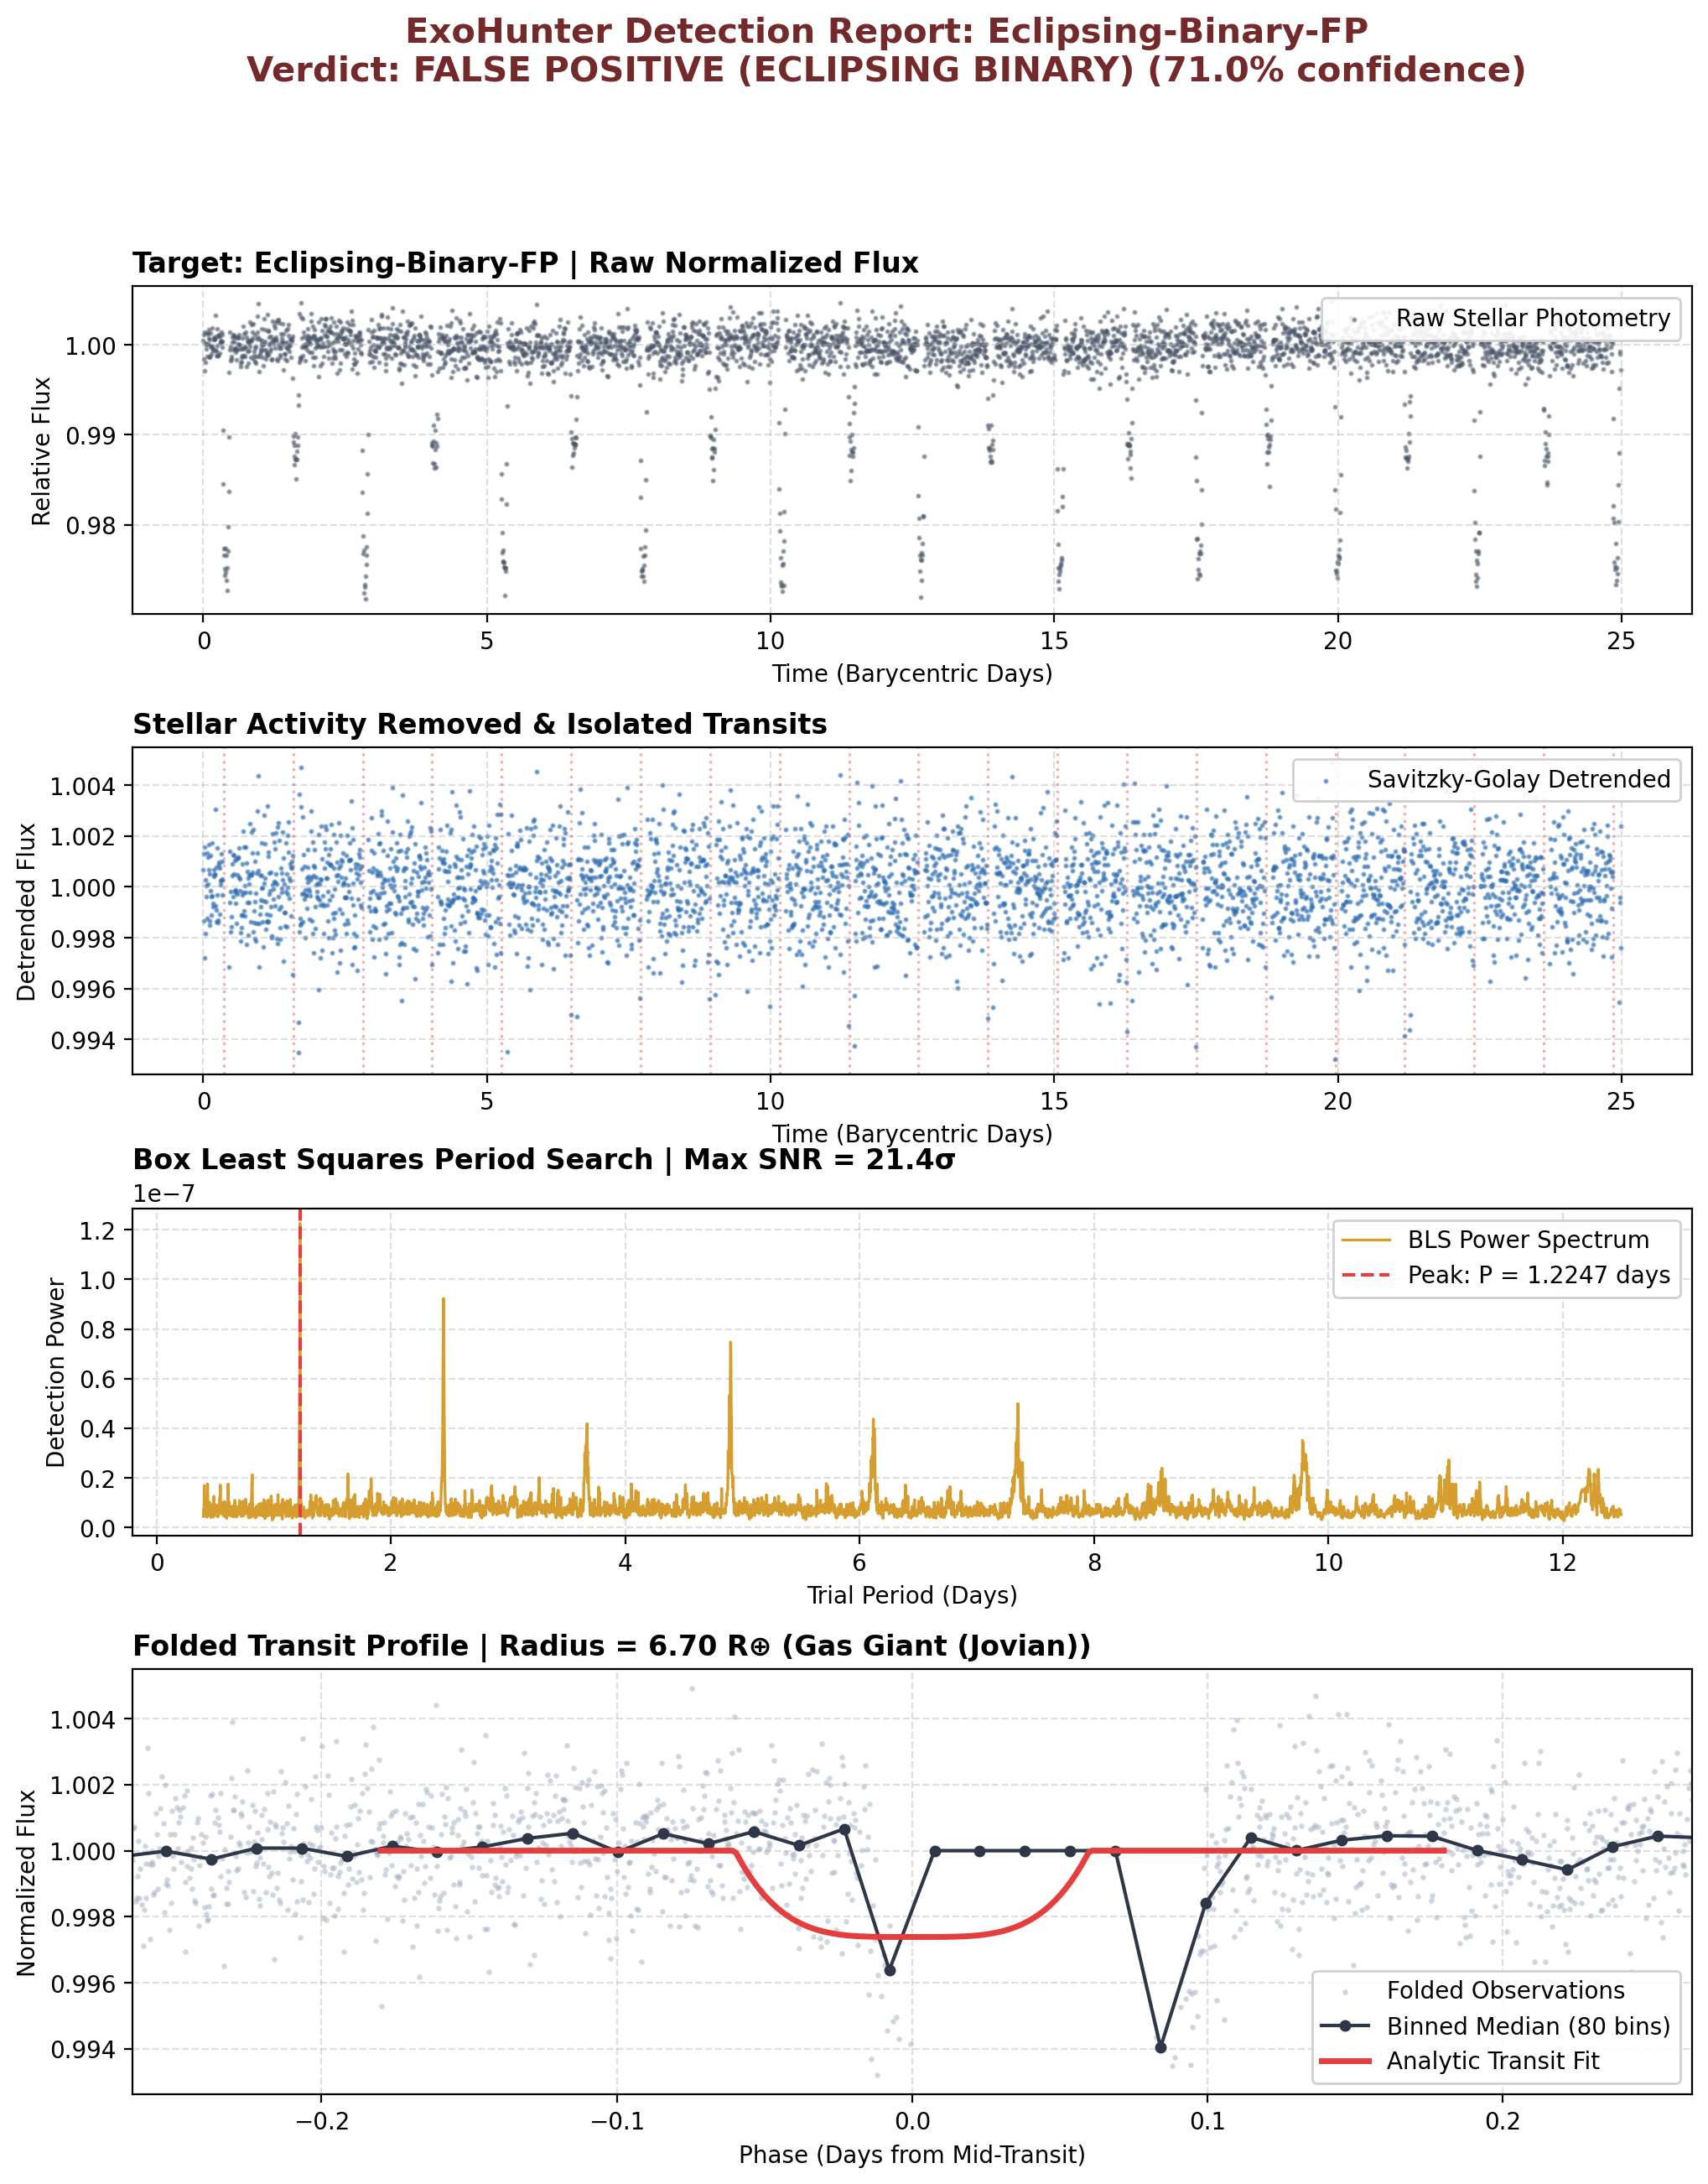 ExoHunter Detection Report: Eclipsing-Binary-FP
Verdict: FALSE POSITIVE (ECLIPSING BINARY) (71.0% confidence)
Target: Eclipsing-Binary-FP | Raw Normalized Flux
Raw Stellar Photometry
Relative Flux
1.00
0.99
0.98
0 5 10 15 20 25
Time (Barycentric Days)
Stellar Activity Removed & Isolated Transits
Savitzky-Golay Detrended
Detrended Flux
1.004
1.002
1.000
0.998
0.996
0.994
0 5 10 15 20 25
Time (Barycentric Days)
Box Least Squares Period Search | Max SNR = 21.4σ
1e−7
BLS Power Spectrum
Peak: P = 1.2247 days
Detection Power
1.2
1.0
0.8
0.6
0.4
0.2
0.0
0 2 4 6 8 10 12
Trial Period (Days)
Folded Transit Profile | Radius = 6.70 R⊕ (Gas Giant (Jovian))
Normalized Flux
1.004
1.002
1.000
0.998
0.996
0.994
Folded Observations
Binned Median (80 bins)
Analytic Transit Fit
−0.2 −0.1 0.0 0.1 0.2
Phase (Days from Mid-Transit)